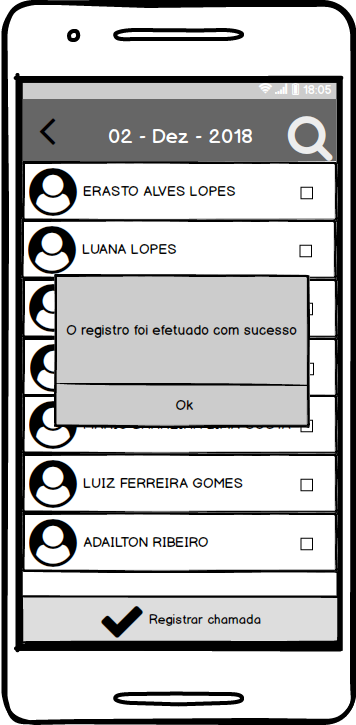 18:05
02 - Dez - 2018
ERASTO ALVES LOPES
LUANA LOPES
O registro foi efetuado com sucesso
Ok
LUIZ FERREIRA GOMES
ADAILTON RIBEIRO
Registrar chamada